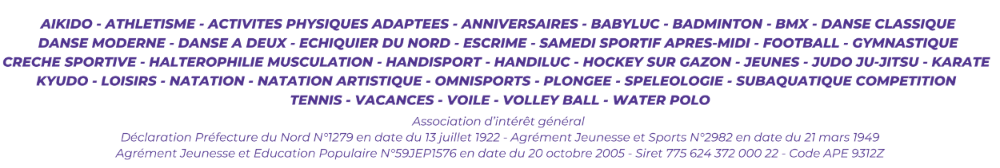 AIKIDO - ATHLETISME - ACTIVITES PHYSIQUES ADAPTEES - ANNIVERSAIRES - BABYLUC - BADMINTON - BMX - DANSE CLASSIQUE
DANSE MODERNE - DANSE A DEUX - ECHIQUIER DU NORD - ESCRIME - SAMEDI SPORTIF APRES-MIDI - FOOTBALL - GYMNASTIQUE
CRECHE SPORTIVE - HALTEROPHILIE MUSCULATION - HANDISPORT - HANDILUC - HOCKEY SUR GAZON - JEUNES - JUDO JU-JITSU - KARATE
KYUDO - LOISIRS - NATATION - NATATION ARTISTIQUE - OMNISPORTS - PLONGEE - SPELEOLOGIE - SUBAQUATIQUE COMPETITION
TENNIS - VACANCES - VOILE - VOLLEY BALL - WATER POLO
Association d'intérêt général
Déclaration Préfecture du Nord N°1279 en date du 13 juillet 1922 - Agrément Jeunesse et Sports N°2982 en date du 21 mars 1949
Agrément Jeunesse et Education Populaire N°59JEP1576 en date du 20 octobre 2005 - Siret 775 624 372 000 22 - Code APE 9312Z